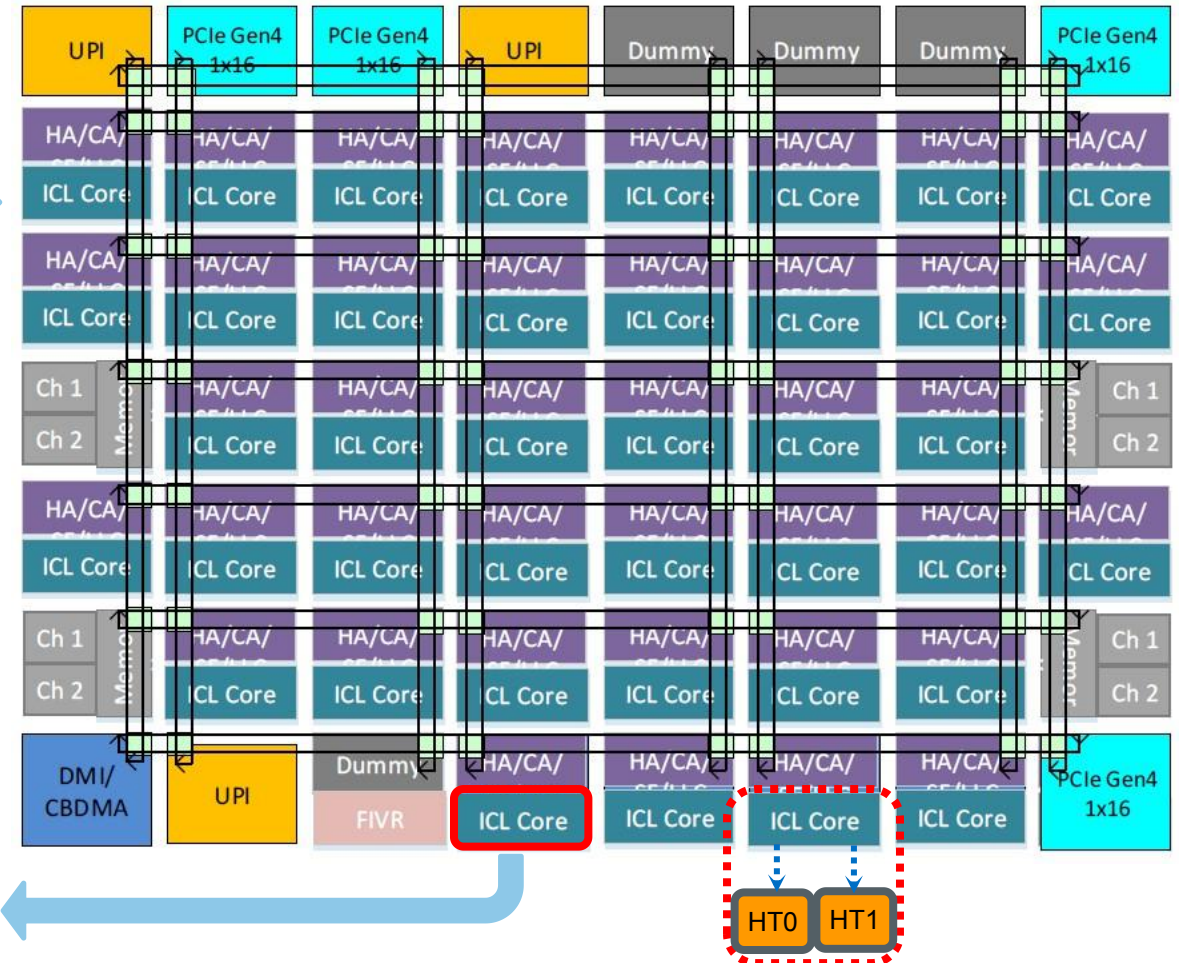 UPI PCIe Gen4 PCIe Gen4 UPI Dummy Dummy Dummy PCIe Gen4
1x16 1x16 1x16
HA/CA/ HA/CA/ HA/CA/ HA/CA/ HA/CA/ HA/CA/ HA/CA/ HA/CA/
ICL Core ICL Core ICL Core ICL Core ICL Core ICL Core ICL Core ICL Core
HA/CA/ HA/CA/ HA/CA/ HA/CA/ HA/CA/ HA/CA/ HA/CA/ HA/CA/
ICL Core ICL Core ICL Core ICL Core ICL Core ICL Core ICL Core ICL Core
Ch 1 Memo HA/CA/ HA/CA/ HA/CA/ HA/CA/ HA/CA/ HA/CA/ Memor Ch 1
Ch 2 ICL Core ICL Core ICL Core ICL Core ICL Core ICL Core Ch 2
HA/CA/ HA/CA/ HA/CA/ HA/CA/ HA/CA/ HA/CA/ HA/CA/ HA/CA/
ICL Core ICL Core ICL Core ICL Core ICL Core ICL Core ICL Core ICL Core
Ch 1 Memo HA/CA/ HA/CA/ HA/CA/ HA/CA/ HA/CA/ HA/CA/ Memor Ch 1
Ch 2 ICL Core ICL Core ICL Core ICL Core ICL Core ICL Core Ch 2
DMI/ UPI Dummy HA/CA/ HA/CA/ HA/CA/ HA/CA/ PCIe Gen4
CBDMA FIVR ICL Core ICL Core ICL Core ICL Core 1x16
HT0 HT1